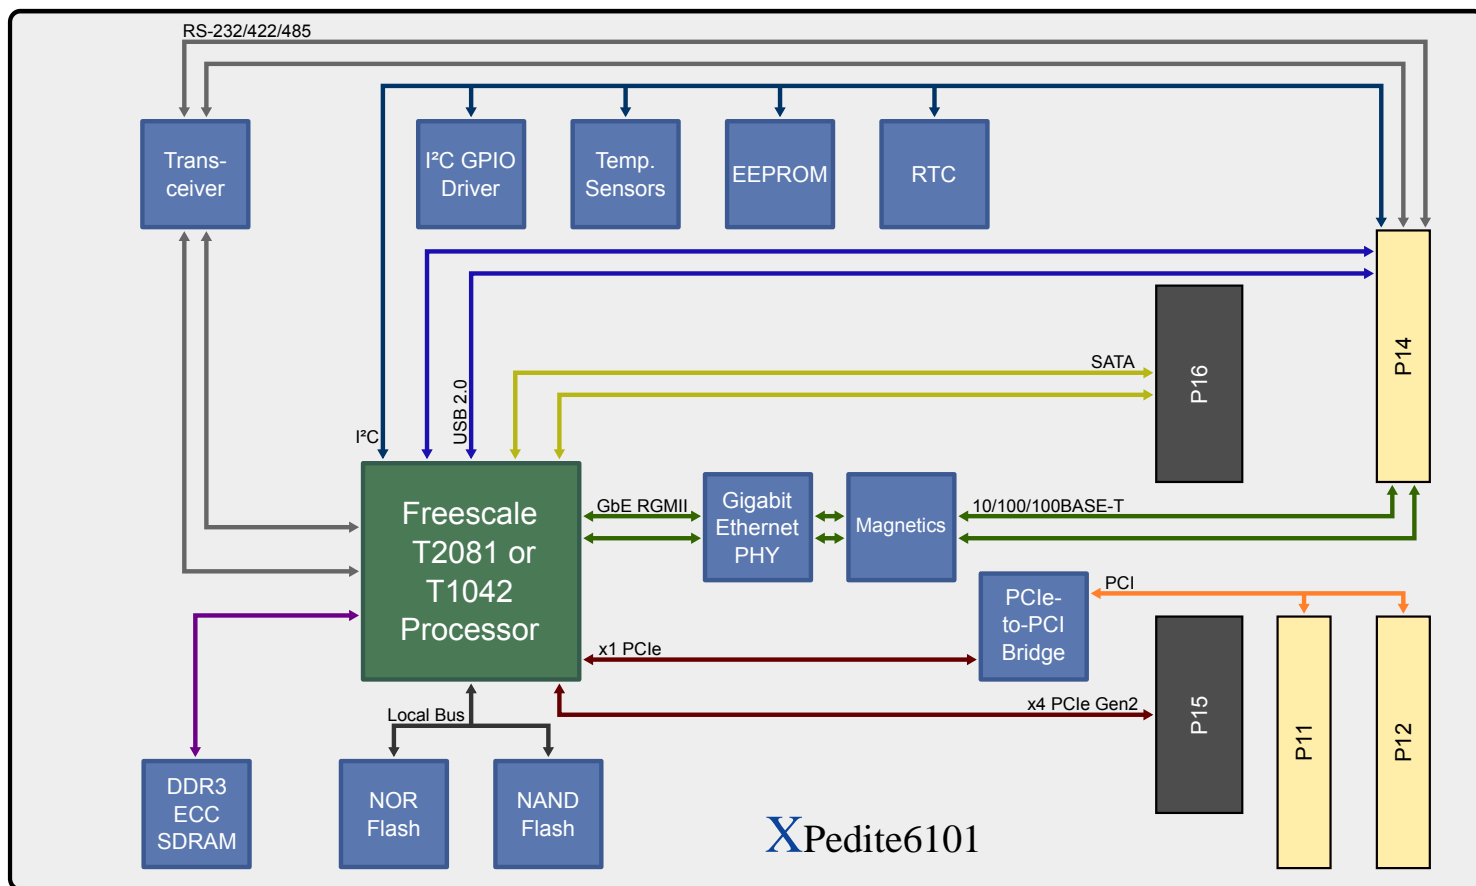 RS-232/422/485
Trans-
ceiver
I²C GPIO
Driver
Temp.
Sensors
EEPROM
RTC
P14
P16
SATA
USB 2.0
I²C
Freescale
T2081 or
T1042
Processor
GbE RGMII
Gigabit
Ethernet
PHY
Magnetics
10/100/100BASE-T
PCIe-
to-PCI
Bridge
PCI
x1 PCIe
x4 PCIe Gen2
P15
P11
P12
Local Bus
DDR3
ECC
SDRAM
NOR
Flash
NAND
Flash
XPedite6101